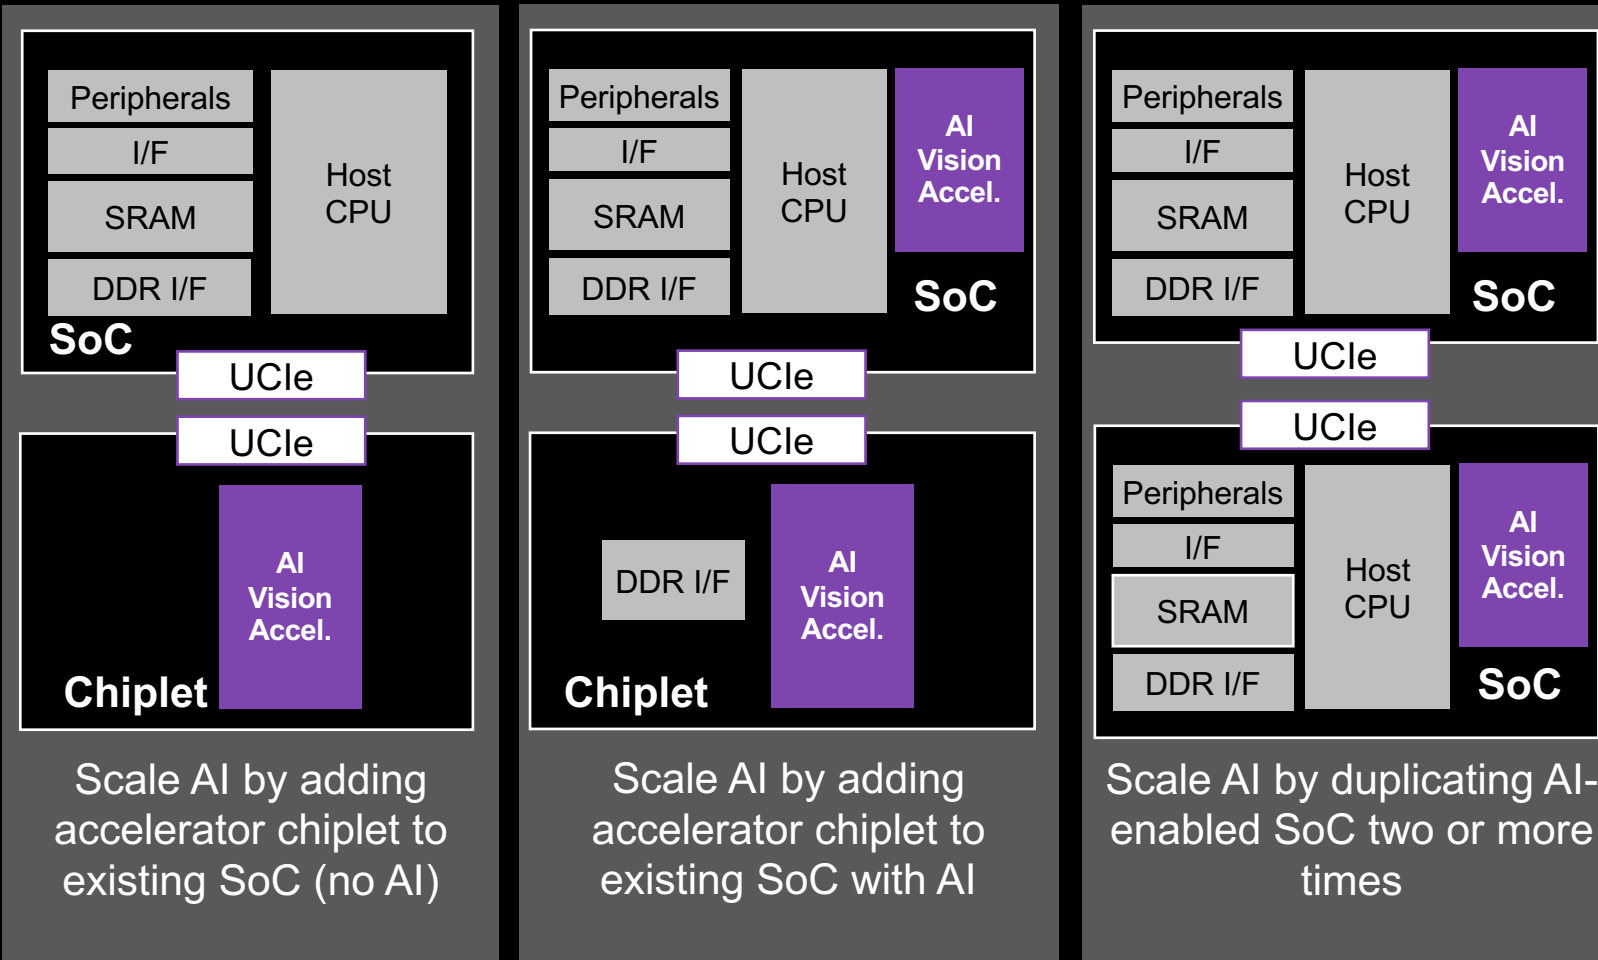 Peripherals
I/F
SRAM
DDR I/F
Host
CPU
SoC
UCIe
UCIe
AI
Vision
Accel.
Chiplet
Scale AI by adding
accelerator chiplet to
existing SoC (no AI)
Peripherals
I/F
SRAM
DDR I/F
Host
CPU
AI
Vision
Accel.
SoC
UCIe
UCIe
DDR I/F
AI
Vision
Accel.
Chiplet
Scale AI by adding
accelerator chiplet to
existing SoC with AI
Peripherals
I/F
SRAM
DDR I/F
Host
CPU
AI
Vision
Accel.
SoC
UCIe
UCIe
Peripherals
I/F
SRAM
DDR I/F
Host
CPU
AI
Vision
Accel.
SoC
Scale AI by duplicating AI-
enabled SoC two or more
times